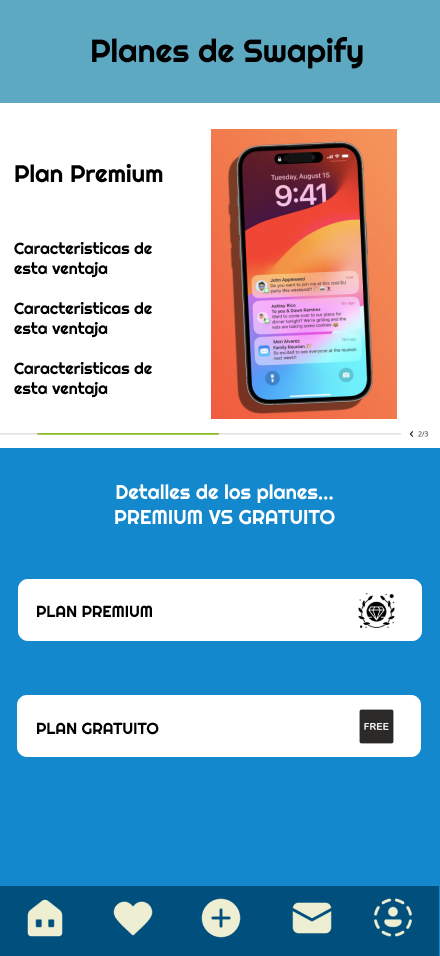 Planes de Swapify
Plan Premium
Caracteristicas de
esta ventaja
Caracteristicas de
esta ventaja
Caracteristicas de
esta ventaja
Tuesday, August 15
9:41
John Appleseed
Do you want to join me at this cool EU
party this weekend?
Ashley Rico
To you & Dawn Ramirez
Want to come over to our place for
dinner tonight? We're grilling and the
kids are baking some cookies
Meri Alvarez
Family Reunion
So excited to see everyone at the reunion
next week!!
2/3
Detalles de los planes...
PREMIUM VS GRATUITO
PLAN PREMIUM
PLAN GRATUITO
FREE